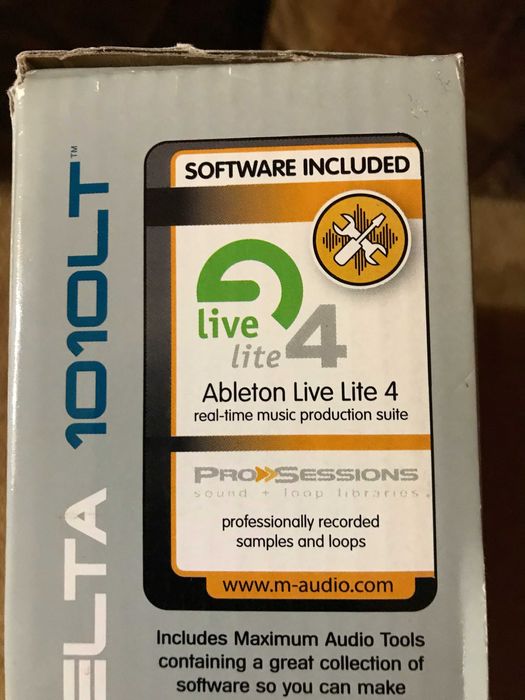 SOFTWARE INCLUDED
live
lite 4
Ableton Live Lite 4
real-time music production suite
PRO SESSIONS
sound + loop libraries
professionally recorded
samples and loops
www.m-audio.com
Includes Maximum Audio Tools
containing a great collection of
software so you can make
ELTA 1010LT™